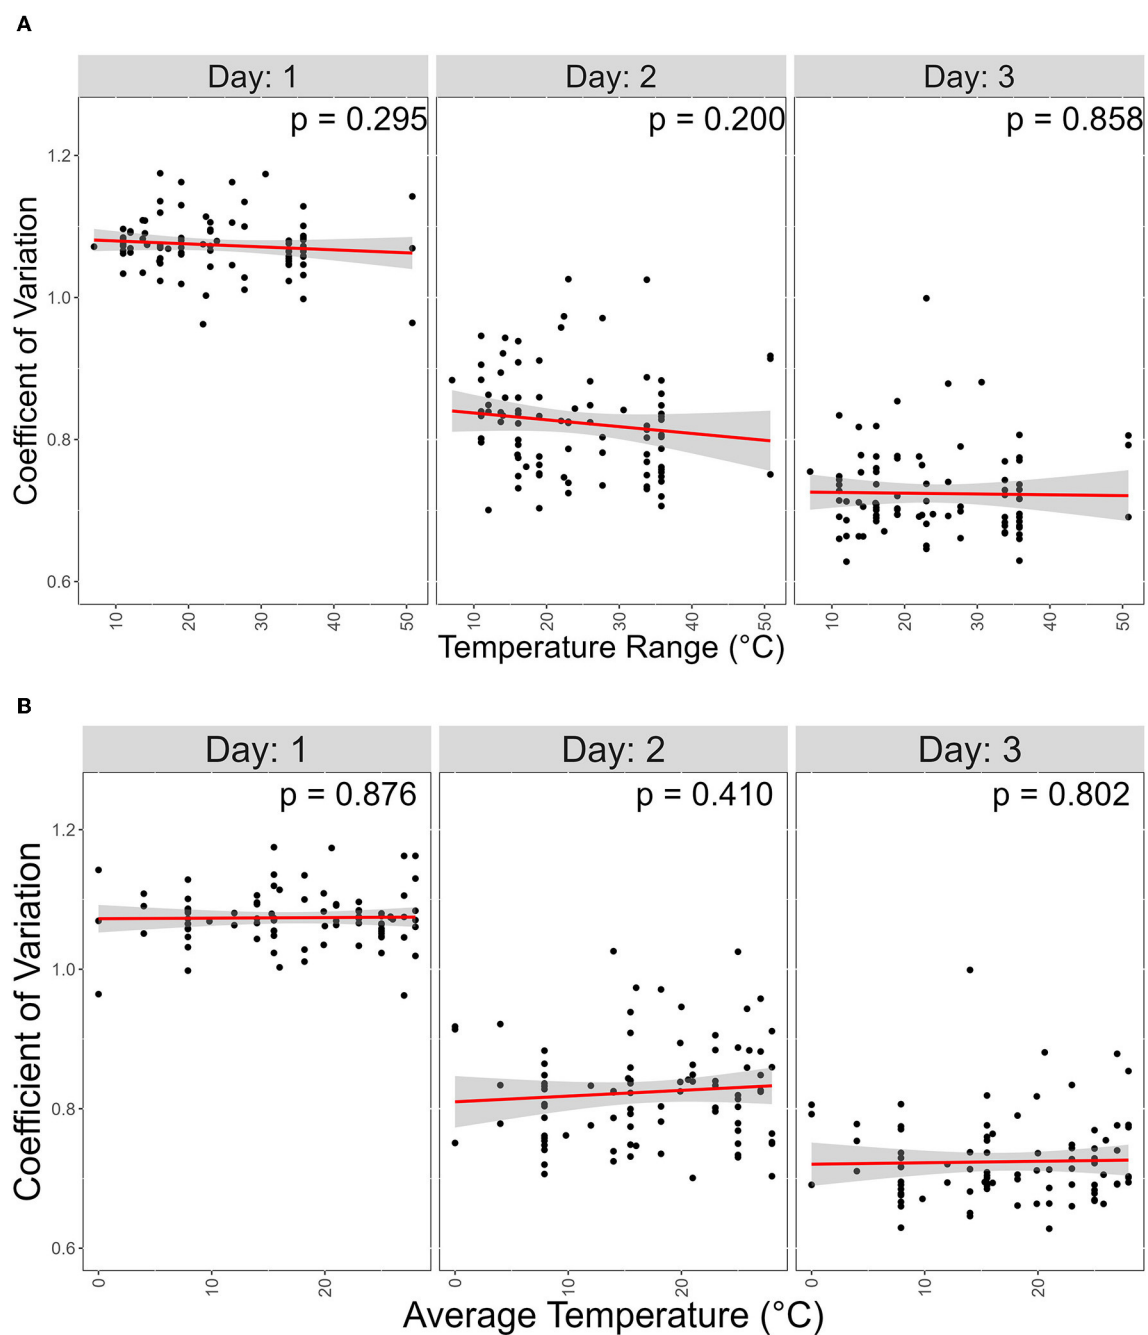 A
Day: 1
Day: 2
Day: 3
p = 0.295
p = 0.200
p = 0.858
Coefficent of Variation
1.2
1.0
0.8
0.6
10 20 30 40 50
10 20 30 40 50
10 20 30 40 50
Temperature Range (°C)
B
Day: 1
Day: 2
Day: 3
p = 0.876
p = 0.410
p = 0.802
Coefficient of Variation
1.2
1.0
0.8
0.6
0 10 20
0 10 20
0 10 20
Average Temperature (°C)